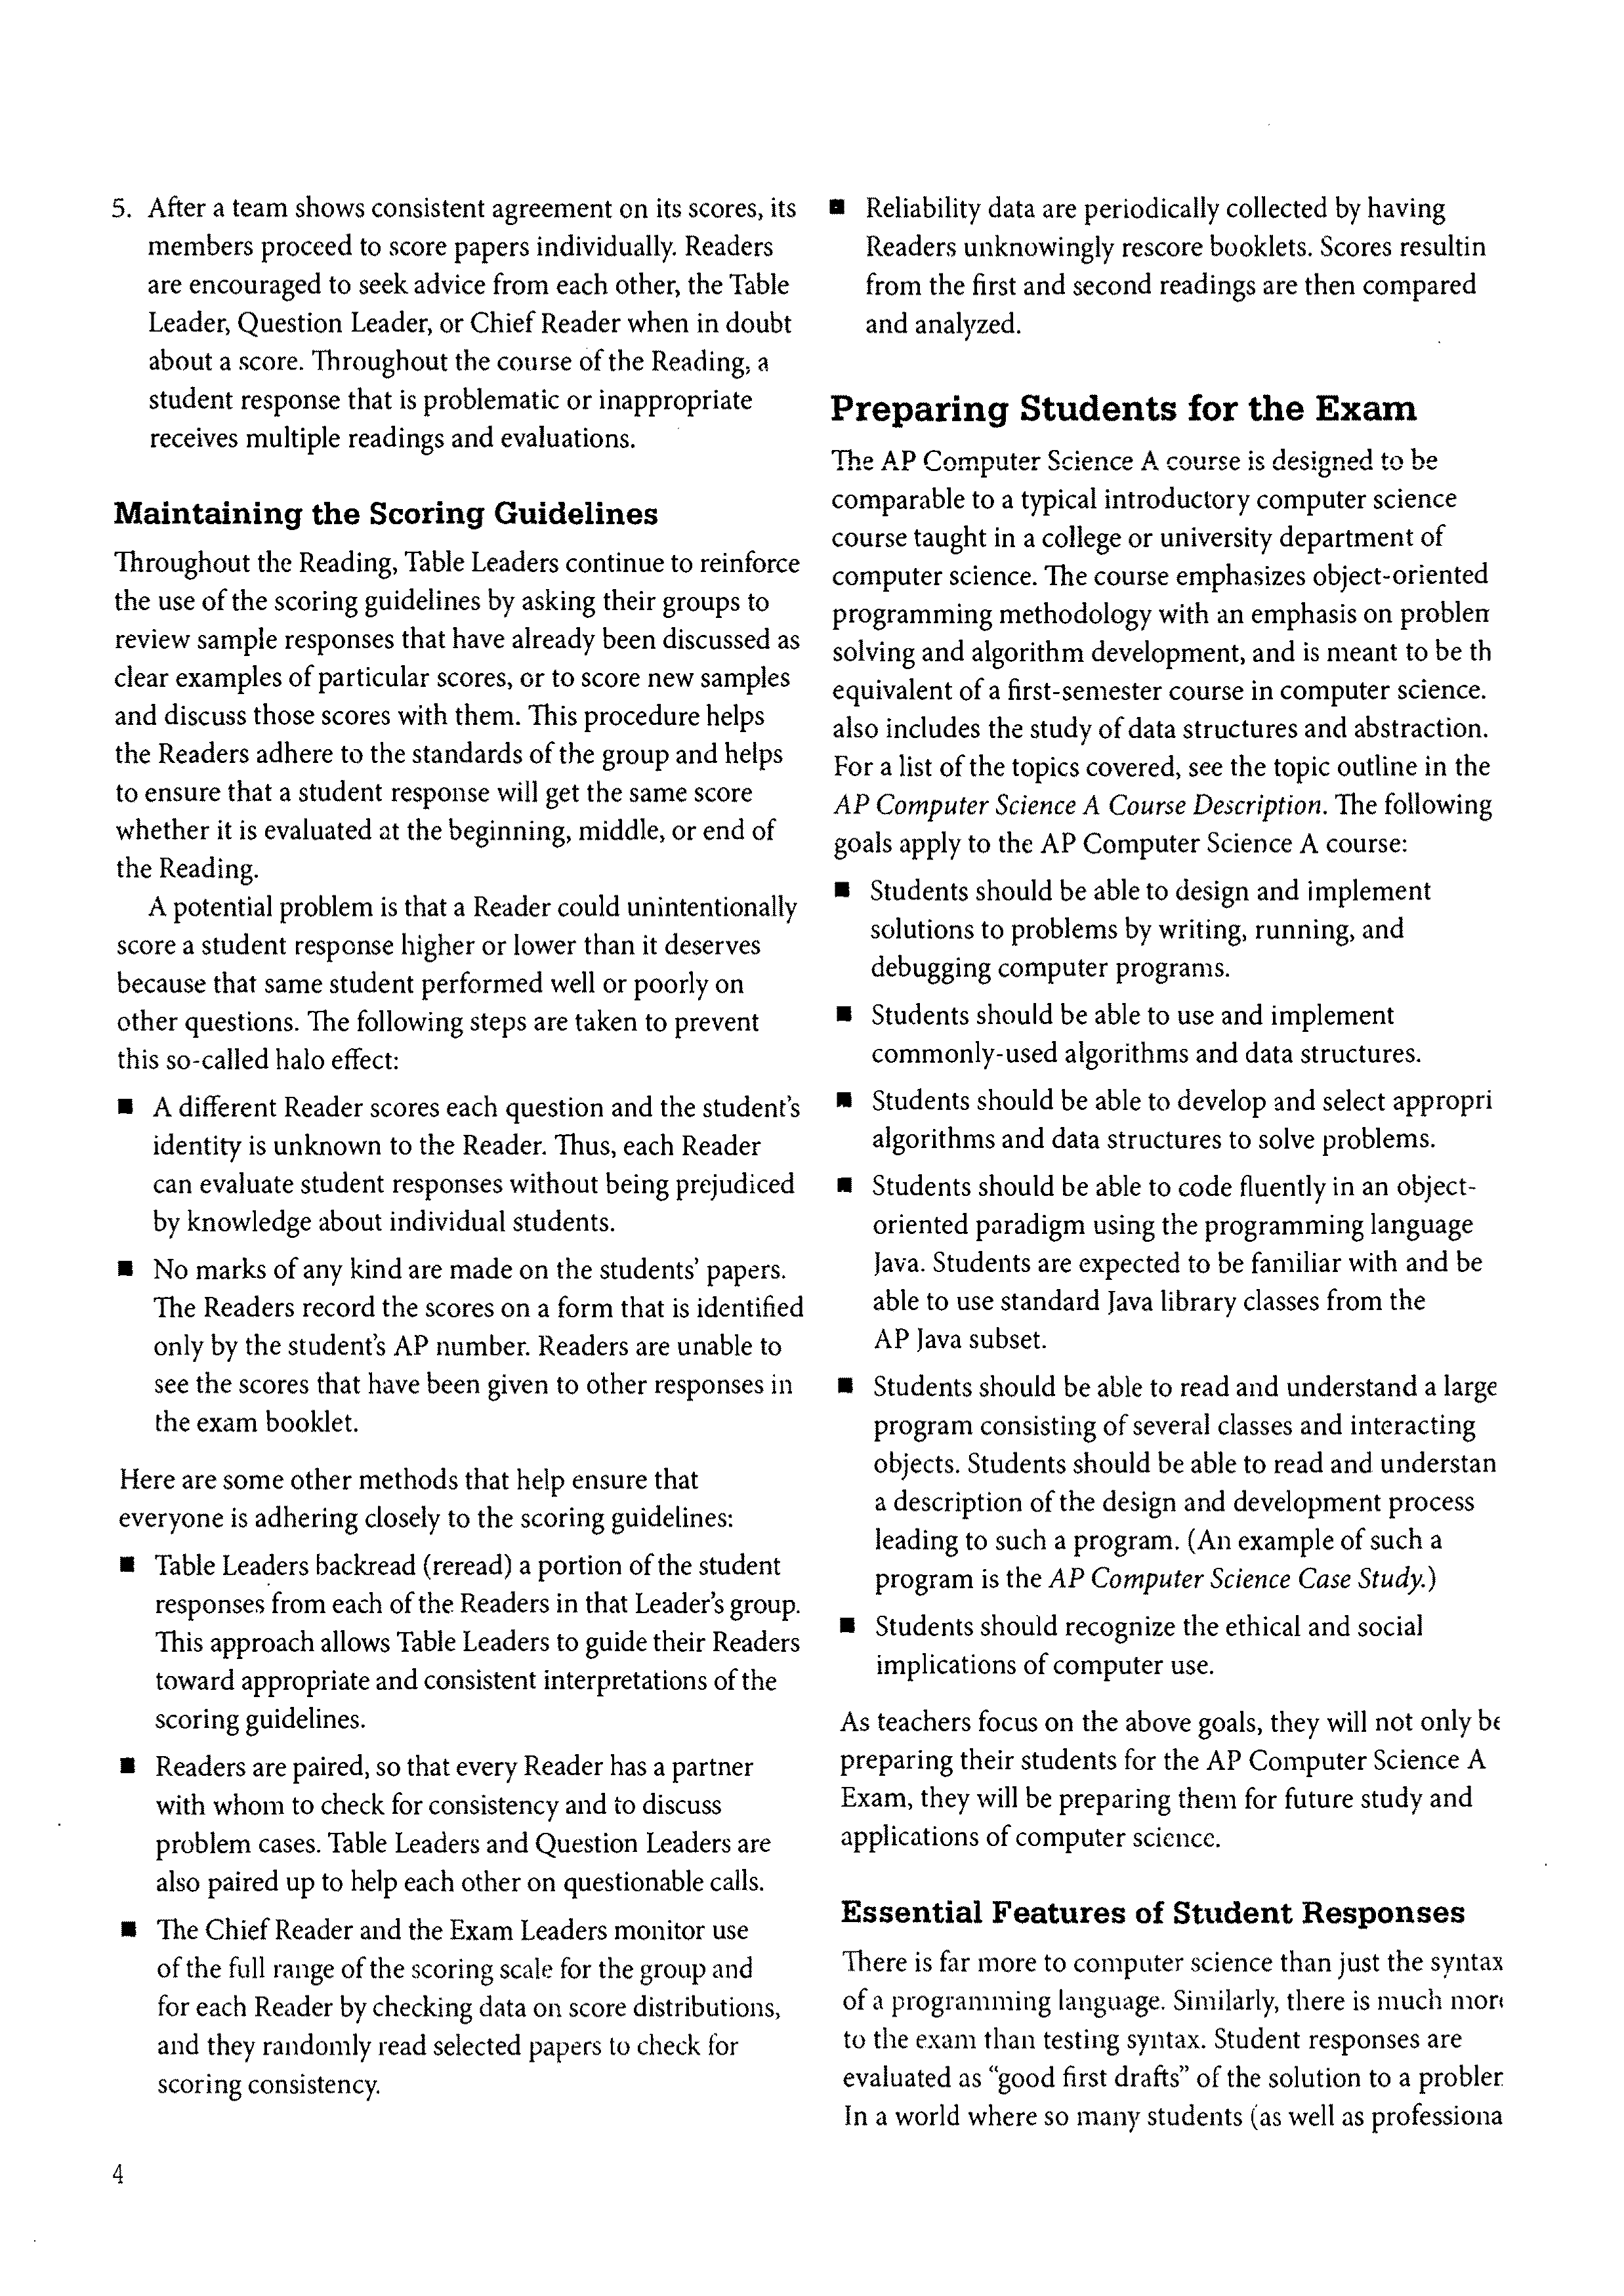 5. After a team shows consistent agreement on its scores, its
members proceed to score papers individually. Readers
are encouraged to seek advice from each other, the Table
Leader, Question Leader, or Chief Reader when in doubt
about a score. Throughout the course of the Reading, a
student response that is problematic or inappropriate
receives multiple readings and evaluations.
Maintaining the Scoring Guidelines
Throughout the Reading, Table Leaders continue to reinforce
the use of the scoring guidelines by asking their groups to
review sample responses that have already been discussed as
clear examples of particular scores, or to score new samples
and discuss those scores with them. This procedure helps
the Readers adhere to the standards of the group and helps
to ensure that a student response will get the same score
whether it is evaluated at the beginning, middle, or end of
the Reading.
A potential problem is that a Reader could unintentionally
score a student response higher or lower than it deserves
because that same student performed well or poorly on
other questions. The following steps are taken to prevent
this so-called halo effect:
■ A different Reader scores each question and the student's
identity is unknown to the Reader. Thus, each Reader
can evaluate student responses without being prejudiced
by knowledge about individual students.
■ No marks of any kind are made on the students' papers.
The Readers record the scores on a form that is identified
only by the student's AP number. Readers are unable to
see the scores that have been given to other responses in
the exam booklet.
Here are some other methods that help ensure that
everyone is adhering closely to the scoring guidelines:
■ Table Leaders backread (reread) a portion of the student
responses from each of the Readers in that Leader's group.
This approach allows Table Leaders to guide their Readers
toward appropriate and consistent interpretations of the
scoring guidelines.
■ Readers are paired, so that every Reader has a partner
with whom to check for consistency and to discuss
problem cases. Table Leaders and Question Leaders are
also paired up to help each other on questionable calls.
■ The Chief Reader and the Exam Leaders monitor use
of the full range of the scoring scale for the group and
for each Reader by checking data on score distributions,
and they randomly read selected papers to check for
scoring consistency.
4
■ Reliability data are periodically collected by having
Readers unknowingly rescore booklets. Scores resultin
from the first and second readings are then compared
and analyzed.
Preparing Students for the Exam
The AP Computer Science A course is designed to be
comparable to a typical introductory computer science
course taught in a college or university department of
computer science. The course emphasizes object-oriented
programming methodology with an emphasis on problen
solving and algorithm development, and is meant to be th
equivalent of a first-semester course in computer science.
also includes the study of data structures and abstraction.
For a list of the topics covered, see the topic outline in the
AP Computer Science A Course Description. The following
goals apply to the AP Computer Science A course:
■ Students should be able to design and implement
solutions to problems by writing, running, and
debugging computer programs.
■ Students should be able to use and implement
commonly-used algorithms and data structures.
■ Students should be able to develop and select appropri
algorithms and data structures to solve problems.
■ Students should be able to code fluently in an object-
oriented paradigm using the programming language
Java. Students are expected to be familiar with and be
able to use standard Java library classes from the
AP Java subset.
■ Students should be able to read and understand a large
program consisting of several classes and interacting
objects. Students should be able to read and understan
a description of the design and development process
leading to such a program. (An example of such a
program is the AP Computer Science Case Study.)
■ Students should recognize the ethical and social
implications of computer use.
As teachers focus on the above goals, they will not only be
preparing their students for the AP Computer Science A
Exam, they will be preparing them for future study and
applications of computer science.
Essential Features of Student Responses
There is far more to computer science than just the syntax
of a programming language. Similarly, there is much more
to the exam than testing syntax. Student responses are
evaluated as "good first drafts" of the solution to a probler
In a world where so many students (as well as professiona